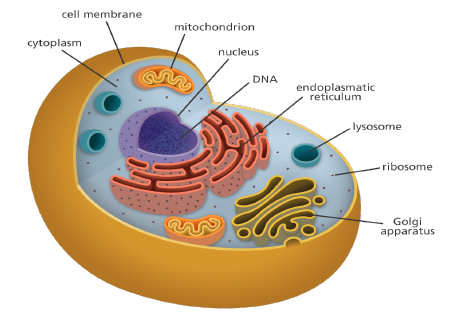 cell membrane
mitochondrion
cytoplasm
nucleus
DNA
endoplasmatic
reticulum
lysosome
ribosome
Golgi
apparatus